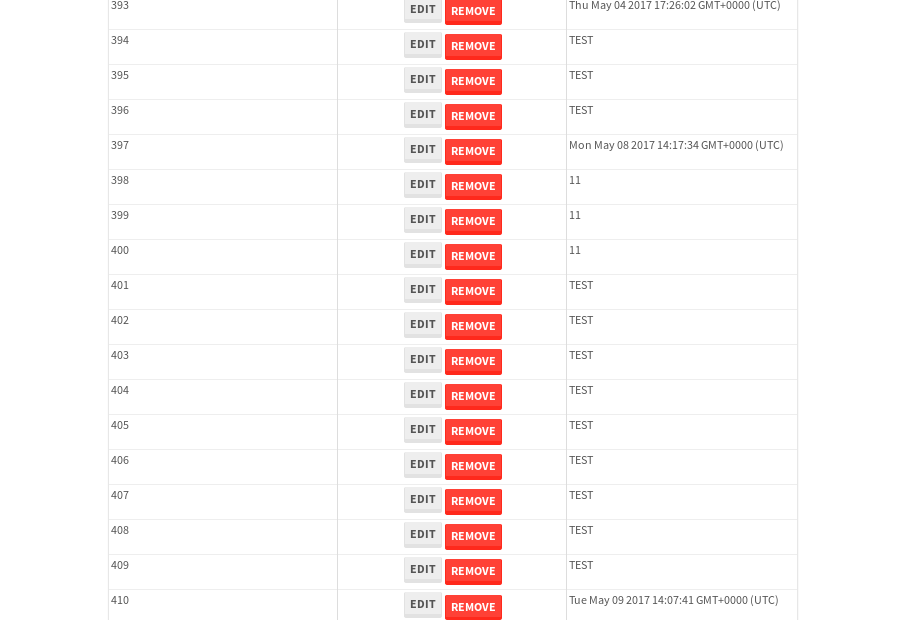 393 EDIT REMOVE Thu May 04 2017 17:26:02 GMT+0000 (UTC)
394 EDIT REMOVE TEST
395 EDIT REMOVE TEST
396 EDIT REMOVE TEST
397 EDIT REMOVE Mon May 08 2017 14:17:34 GMT+0000 (UTC)
398 EDIT REMOVE 11
399 EDIT REMOVE 11
400 EDIT REMOVE 11
401 EDIT REMOVE TEST
402 EDIT REMOVE TEST
403 EDIT REMOVE TEST
404 EDIT REMOVE TEST
405 EDIT REMOVE TEST
406 EDIT REMOVE TEST
407 EDIT REMOVE TEST
408 EDIT REMOVE TEST
409 EDIT REMOVE TEST
410 EDIT REMOVE Tue May 09 2017 14:07:41 GMT+0000 (UTC)